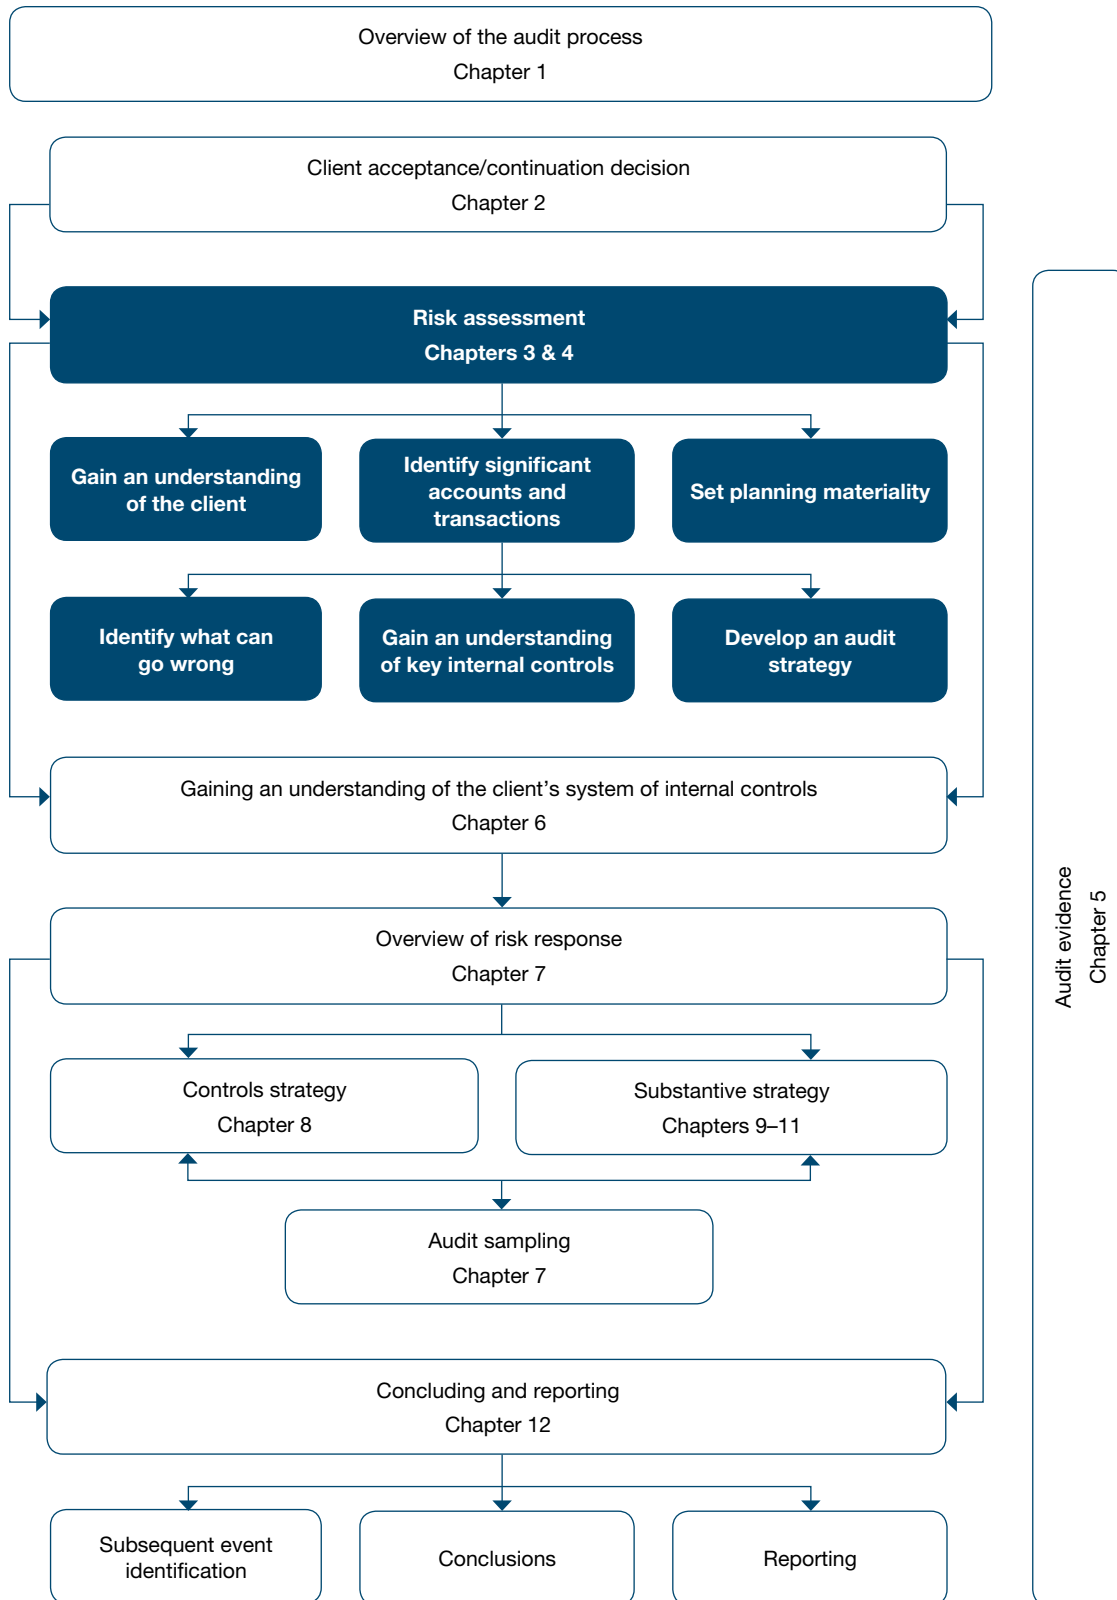 Overview of the audit process
Chapter 1
Client acceptance/continuation decision
Chapter 2
Risk assessment
Chapters 3 & 4
Gain an understanding
of the client
Identify significant
accounts and
transactions
Set planning materiality
Identify what can
go wrong
Gain an understanding
of key internal controls
Develop an audit
strategy
Gaining an understanding of the client’s system of internal controls
Chapter 6
Overview of risk response
Chapter 7
Controls strategy
Chapter 8
Substantive strategy
Chapters 9–11
Audit sampling
Chapter 7
Concluding and reporting
Chapter 12
Subsequent event
identification
Conclusions
Reporting
Audit evidence
Chapter 5